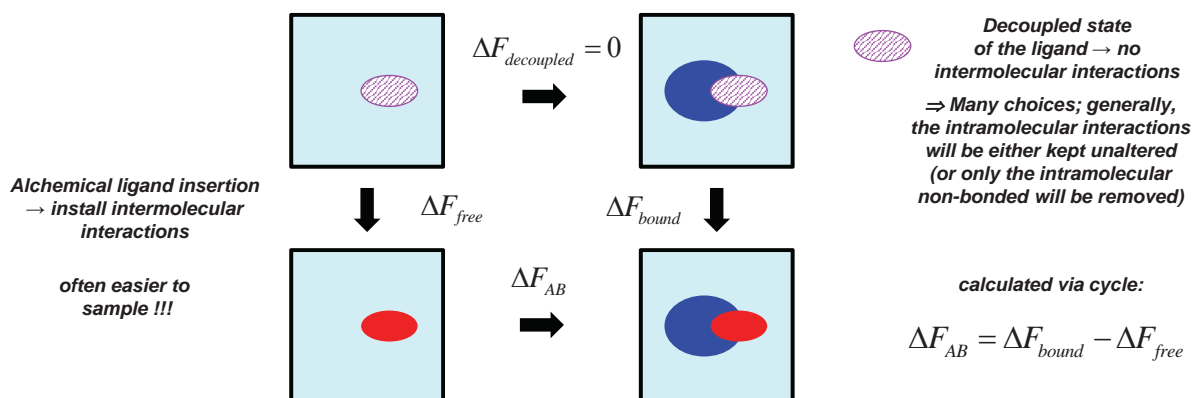 ΔF_decoupled = 0
Decoupled state
of the ligand → no
intermolecular interactions
⇒ Many choices; generally,
the intramolecular interactions
will be either kept unaltered
(or only the intramolecular
non-bonded will be removed)
Alchemical ligand insertion
→ install intermolecular
interactions
often easier to
sample !!!
ΔF_free
ΔF_bound
ΔF_AB
calculated via cycle:
ΔF_AB = ΔF_bound − ΔF_free